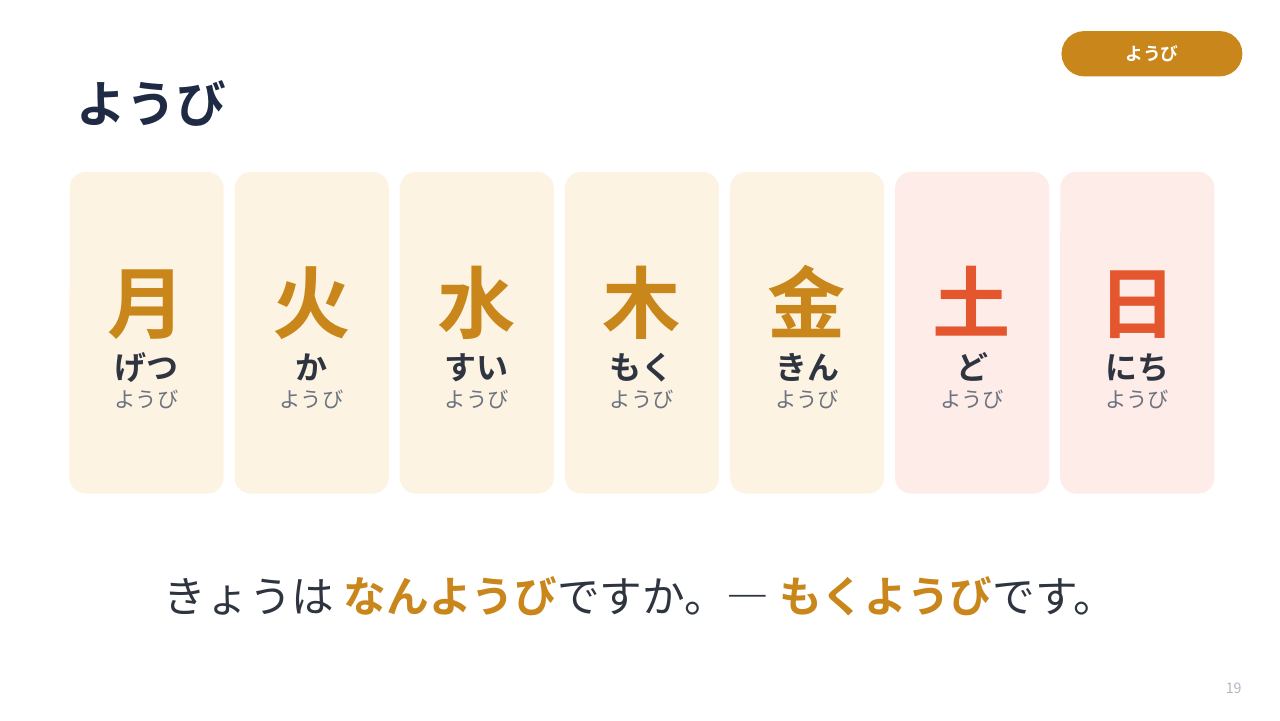 ようび
ようび
月 火 水 木 金 土 日
げつ か すい もく きん ど にち
ようび ようび ようび ようび ようび ようび ようび
きょうは なんようびですか。— もくようびです。
19